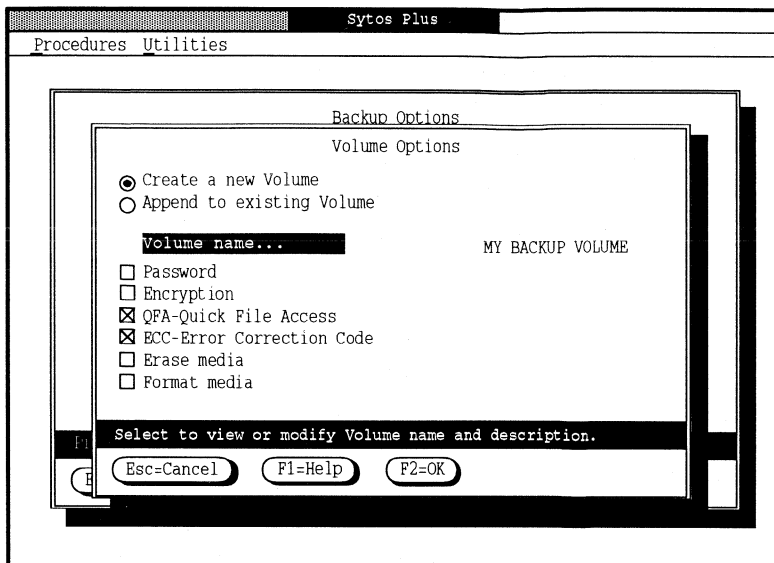 Sytos Plus
Procedures Utilities
Backup Options
Volume Options
Create a new Volume
Append to existing Volume
Volume name... MY BACKUP VOLUME
Password
Encryption
QFA-Quick File Access
ECC-Error Correction Code
Erase media
Format media
Select to view or modify Volume name and description.
Esc=Cancel F1=Help F2=OK